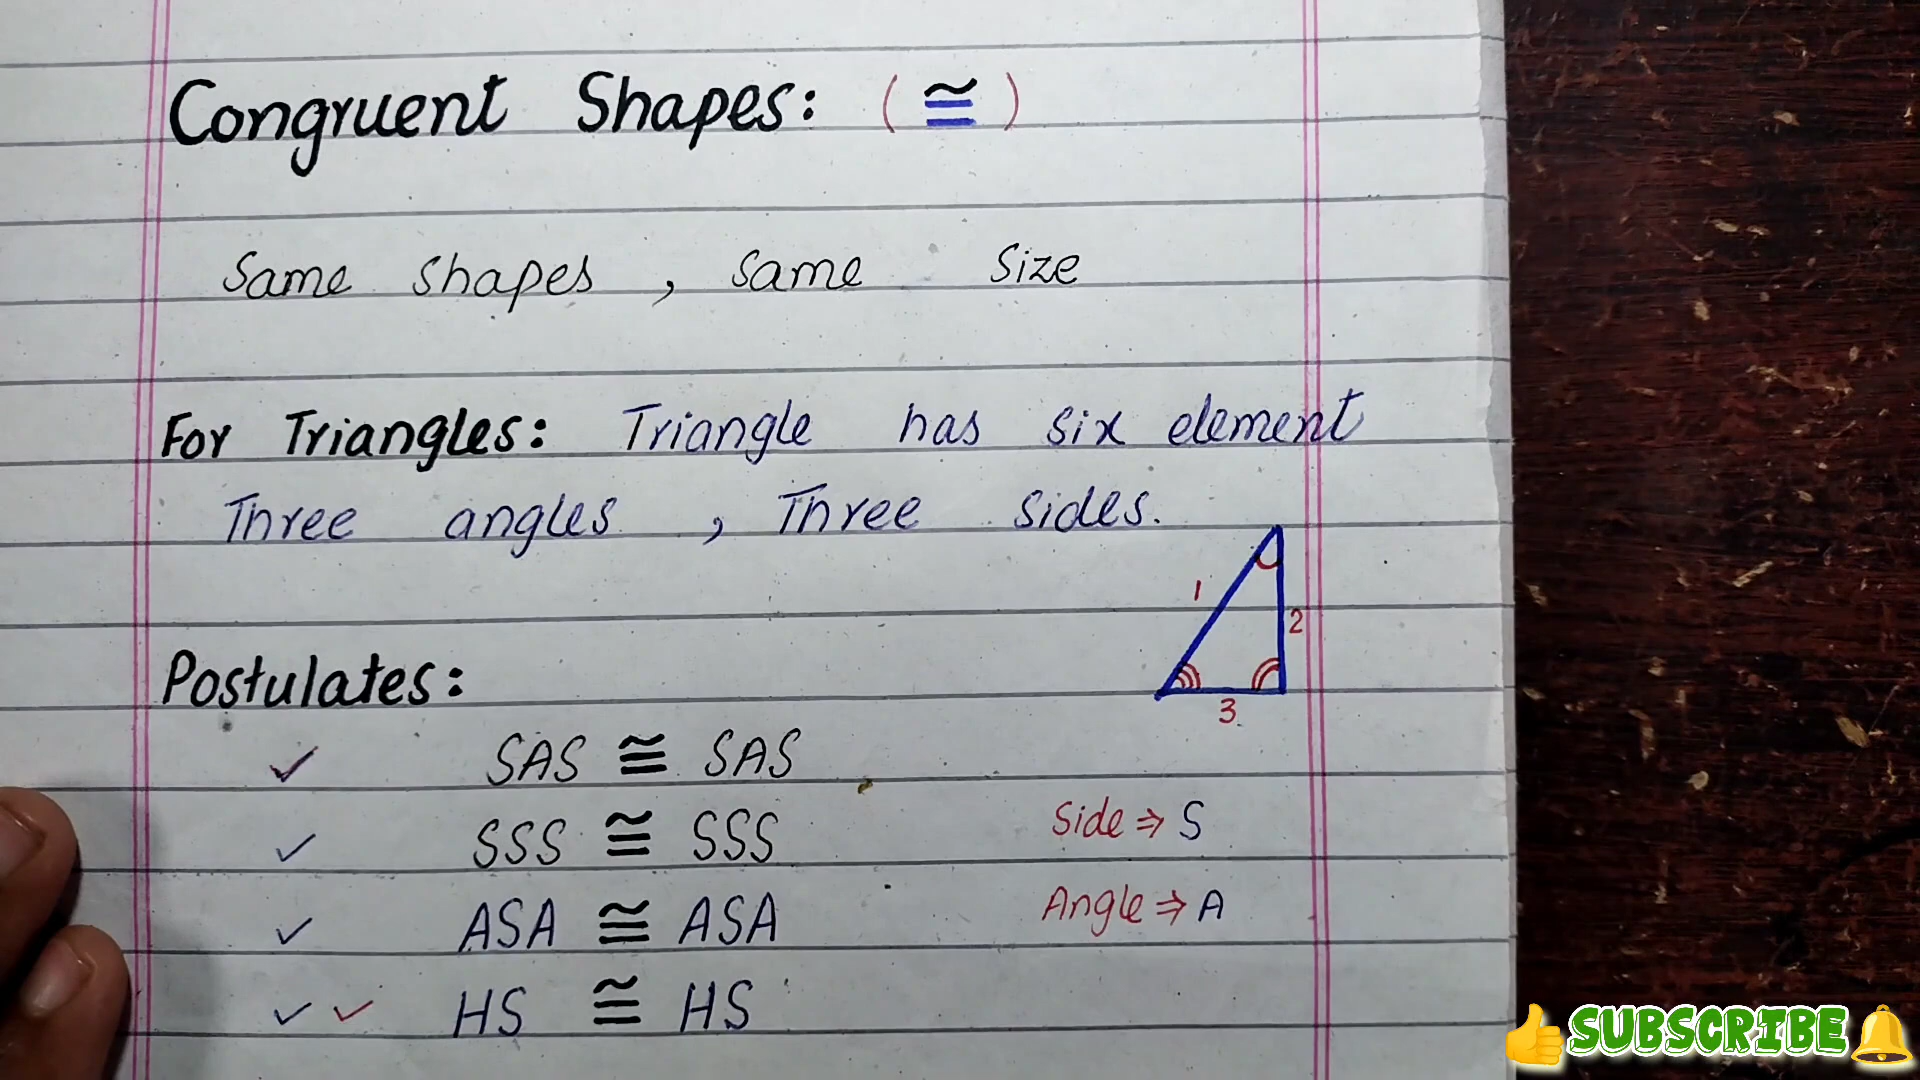 Congruent Shapes: (≅)
Same shapes, same size
For Triangles: Triangle has six element
Three angles, Three sides.
1
2
3
Postulates:
✓ SAS ≅ SAS
✓ SSS ≅ SSS
Side ⇒ S
✓ ASA ≅ ASA
Angle ⇒ A
✓ ✓ HS ≅ HS
👍SUBSCRIBE🔔